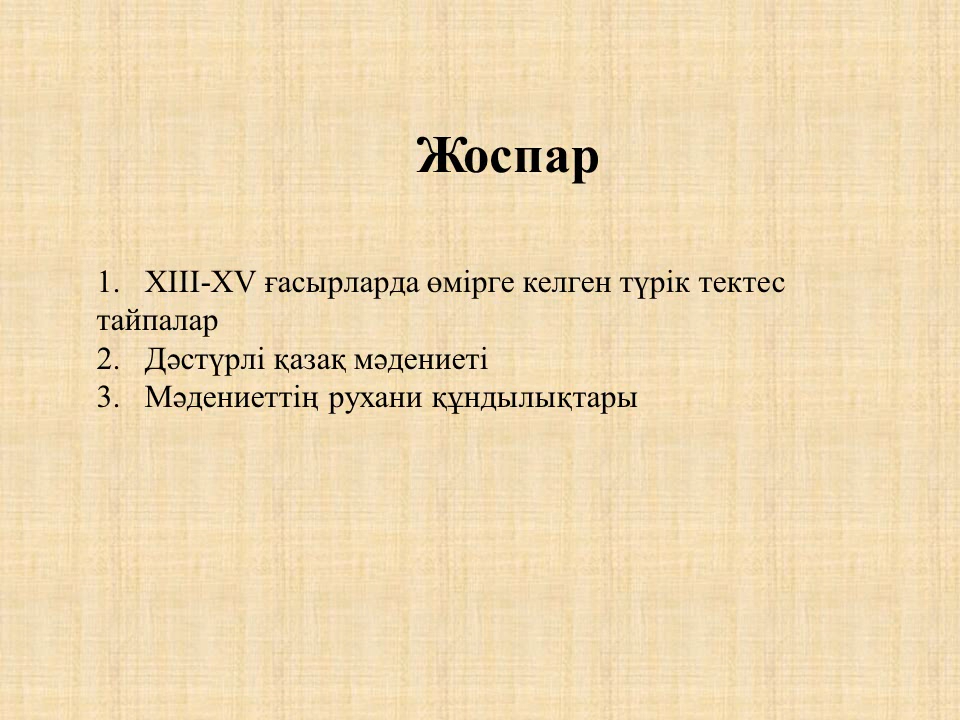 Жоспар
1. XIII-XV ғасырларда өмірге келген түрік тектес
тайпалар
2. Дәстүрлі қазақ мәдениеті
3. Мәдениеттің рухани құндылықтары